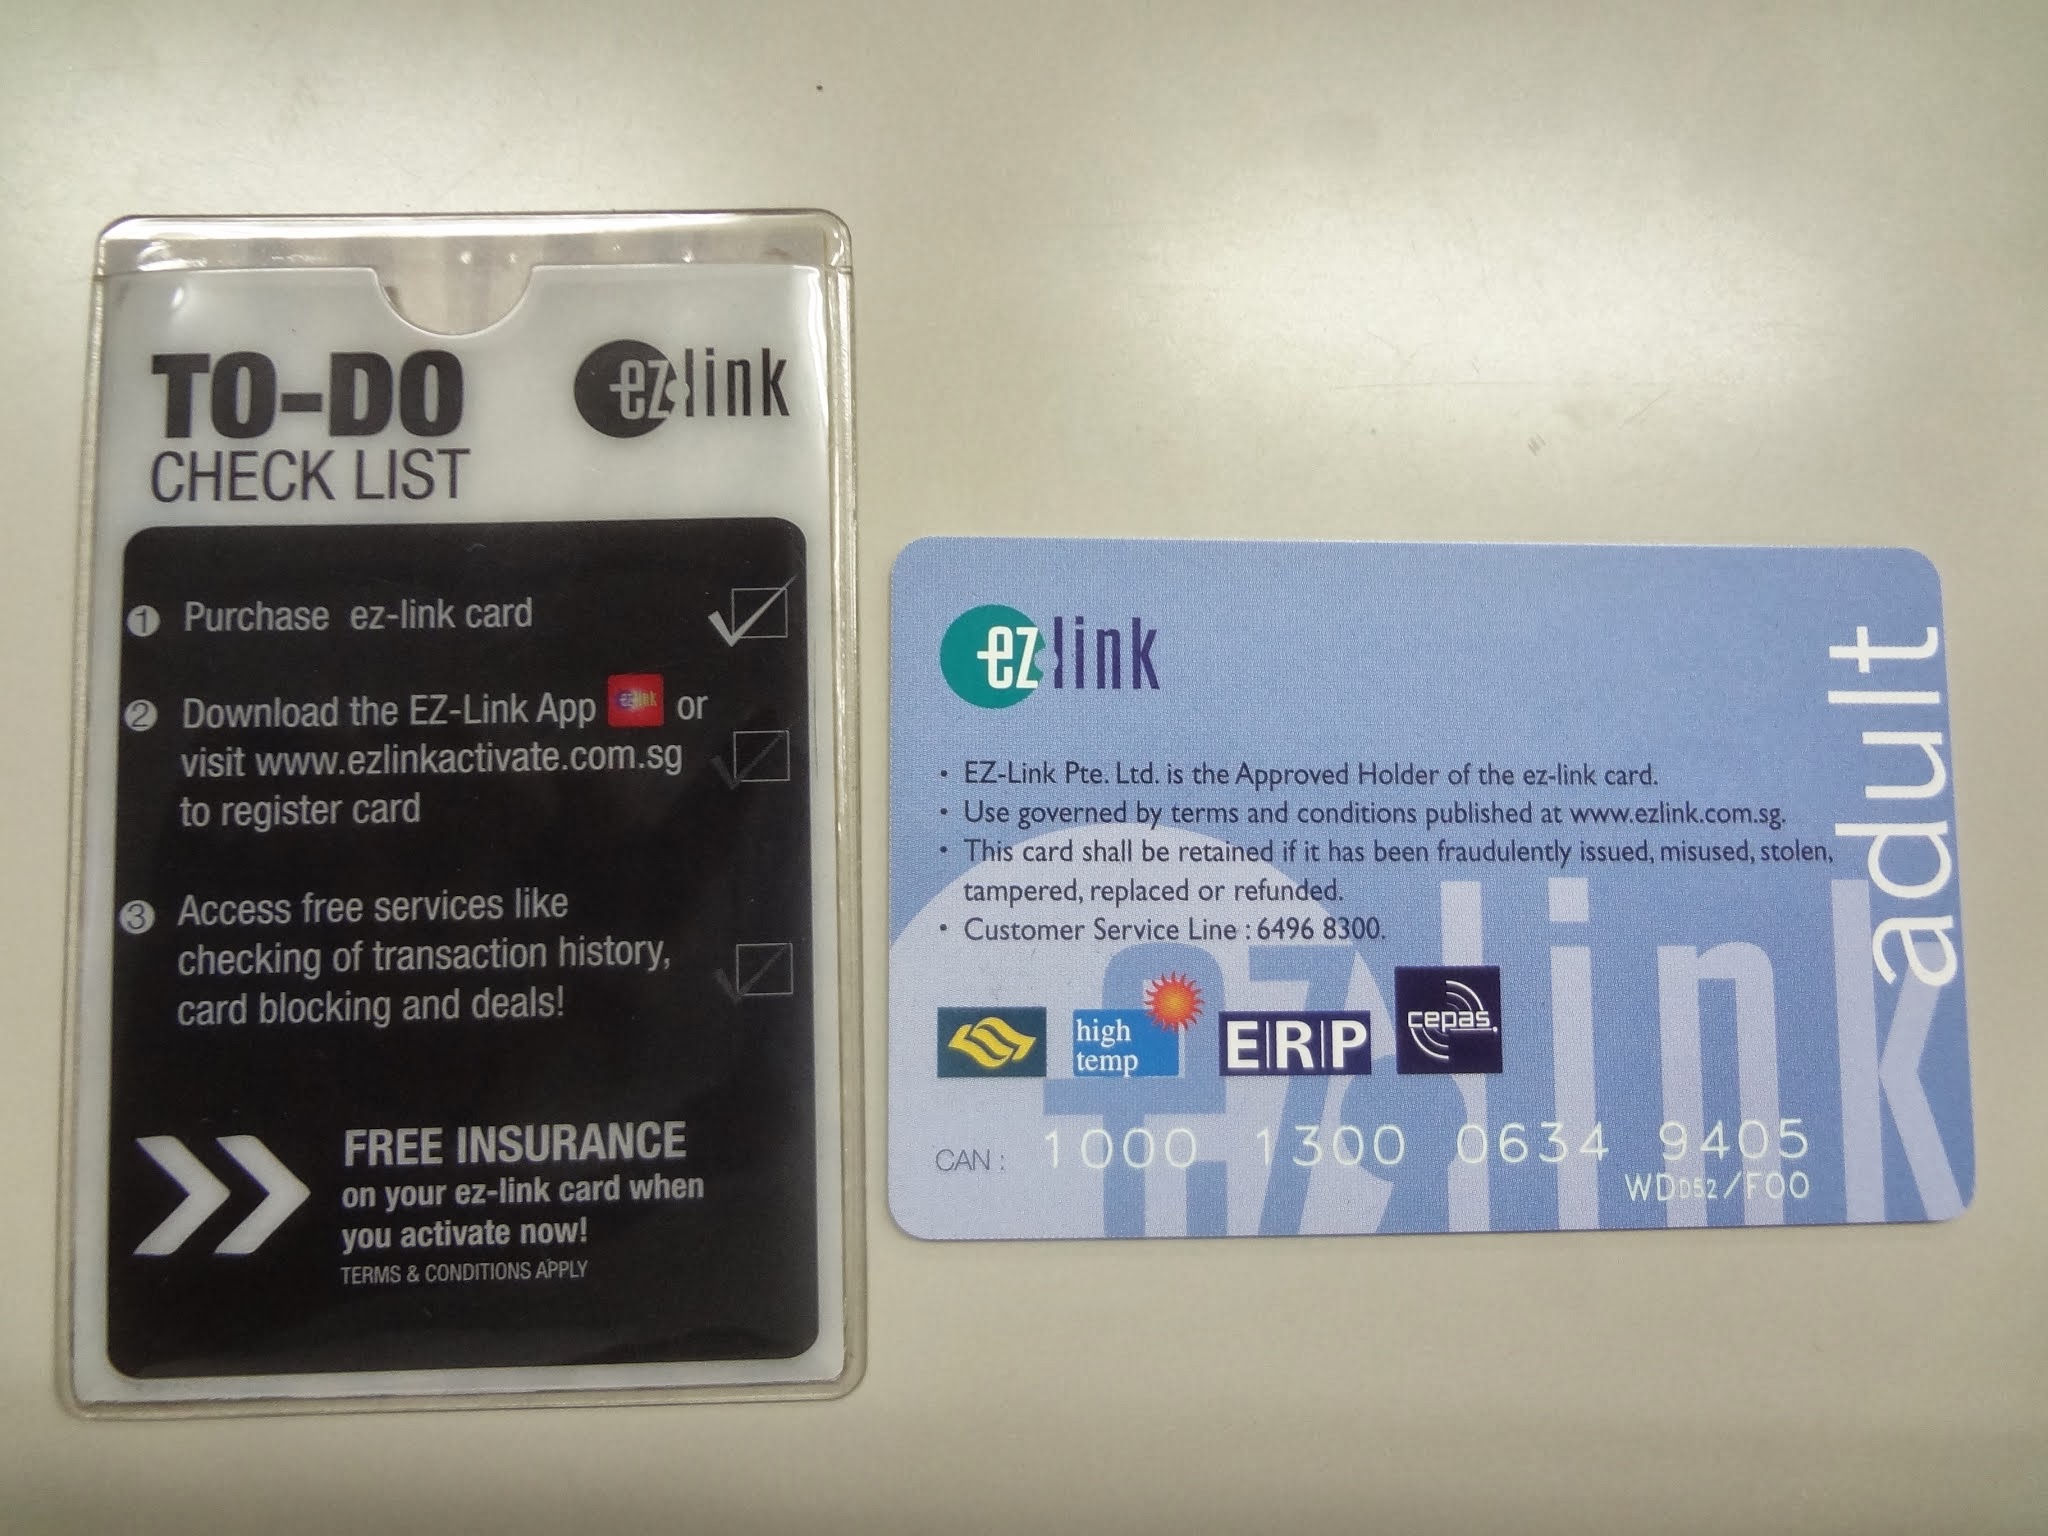 TO-DO
CHECK LIST
ez link
1 Purchase ez-link card
2 Download the EZ-Link App ez link or
visit www.ezlinkactivate.com.sg
to register card
3 Access free services like
checking of transaction history,
card blocking and deals!
FREE INSURANCE
on your ez-link card when
you activate now!
TERMS & CONDITIONS APPLY
ez link
adult
• EZ-Link Pte. Ltd. is the Approved Holder of the ez-link card.
• Use governed by terms and conditions published at www.ezlink.com.sg.
• This card shall be retained if it has been fraudulently issued, misused, stolen,
tampered, replaced or refunded.
• Customer Service Line : 6496 8300.
high
temp
E|R|P
cepas.
ez link
CAN : 1000 1300 0634 9405
WDD52/F00